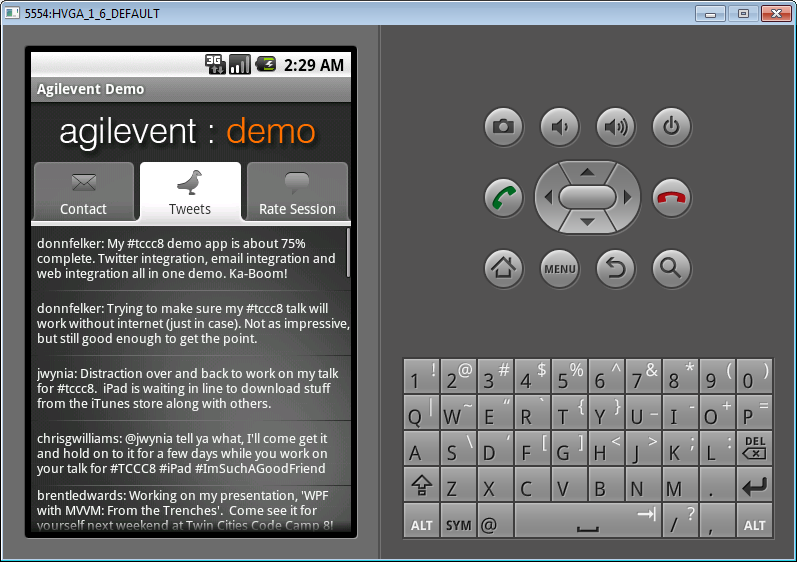 5554:HVGA_1_6_DEFAULT
3G 2:29 AM
Agilevent Demo
agilevent : demo
Contact Tweets Rate Session
donnfelker: My #tccc8 demo app is about 75%
complete. Twitter integration, email integration and
web integration all in one demo. Ka-Boom!
donnfelker: Trying to make sure my #tccc8 talk will
work without internet (just in case). Not as impressive,
but still good enough to get the point.
jwynia: Distraction over and back to work on my talk
for #tccc8.  iPad is waiting in line to download stuff
from the iTunes store along with others.
chrisgwilliams: @jwynia tell ya what, I'll come get it
and hold on to it for a few days while you work on
your talk for #TCCC8 #iPad #ImSuchAGoodFriend
brentledwards: Working on my presentation, 'WPF
with MVVM: From the Trenches'.  Come see it for
yourself next weekend at Twin Cities Code Camp 8!
MENU
1 ! 2 @ 3 # 4 $ 5 % 6 ^ 7 & 8 * 9 ( 0 )
Q | W ~ E “ R ` T { Y } U _ I - O + P =
A S \ D ‘ F [ G ] H < J > K ; L : DEL
Z X C V B N M .
ALT SYM @ / ? , ALT